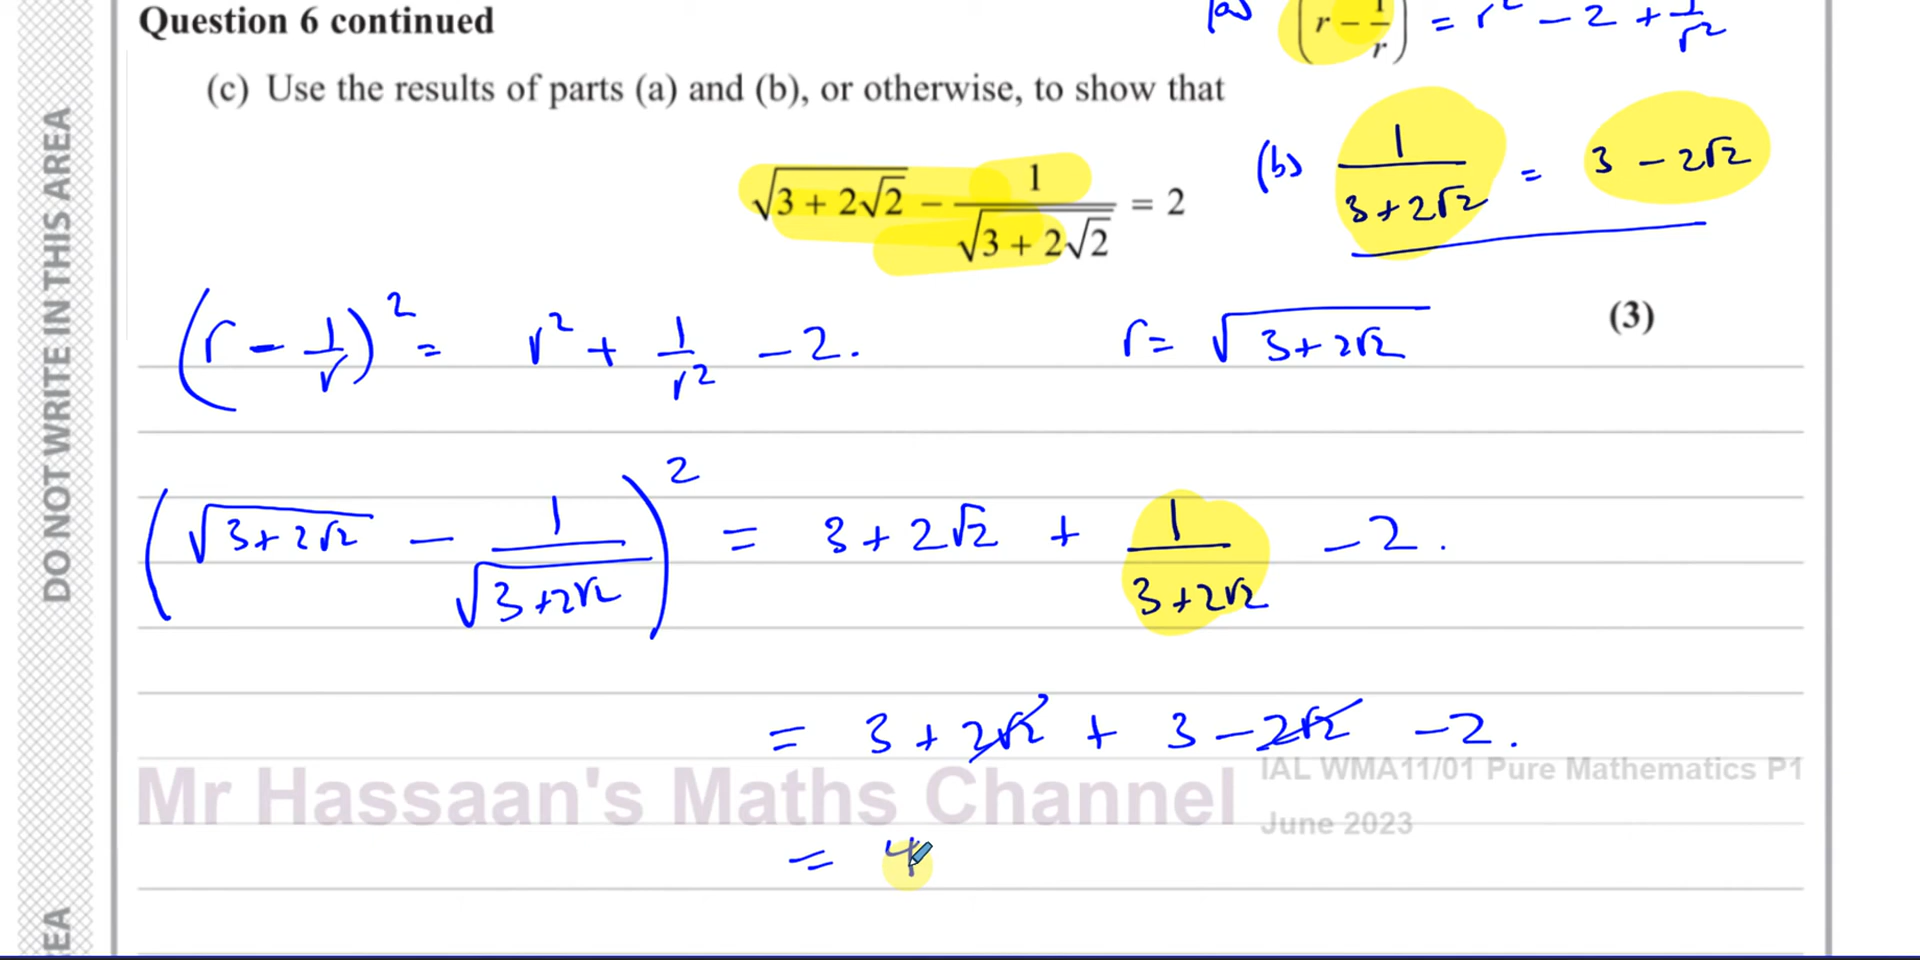 Question 6 continued
(a) (r − 1/r) = r² − 2 + 1/r²
(c) Use the results of parts (a) and (b), or otherwise, to show that
√(3 + 2√2) − 1/√(3 + 2√2) = 2
(b) 1/(3+2√2) = 3 − 2√2
(3)
(r − 1/r)² = r² + 1/r² − 2.
r = √(3+2√2)
(√(3+2√2) − 1/√(3+2√2))² = 3 + 2√2 + 1/(3+2√2) − 2.
= 3 + 2√2 + 3 − 2√2 − 2.
Mr Hassaan's Maths Channel
IAL WMA11/01 Pure Mathematics P1
June 2023
= 4
DO NOT WRITE IN THIS AREA
EA